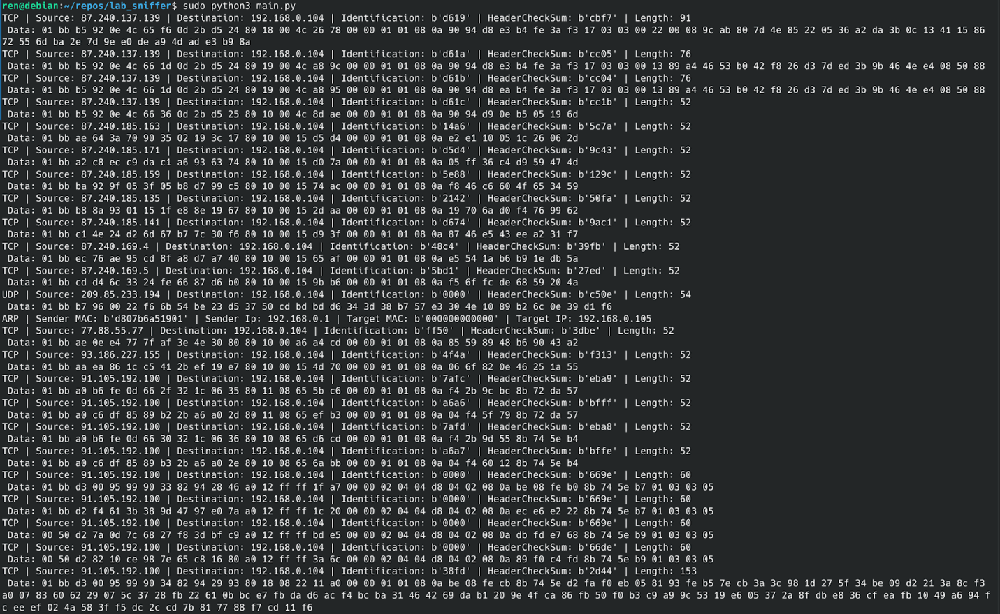 ren@debian:~/repos/lab_sniffer$ sudo python3 main.py
TCP | Source: 87.240.137.139 | Destination: 192.168.0.104 | Identification: b'd619' | HeaderCheckSum: b'cbf7' | Length: 91
Data: 01 bb b5 92 0e 4c 65 f6 0d 2b d5 24 80 18 00 4c 26 78 00 00 01 01 08 0a 90 94 d8 e3 b4 fe 3a f3 17 03 03 00 22 00 08 9c ab 80 7d 4e 85 22 05 36 a2 da 3b 0c 13 41 15 86
72 55 6d ba 2e 7d 9e e0 de a9 4d ad e3 b9 8a
TCP | Source: 87.240.137.139 | Destination: 192.168.0.104 | Identification: b'd61a' | HeaderCheckSum: b'cc05' | Length: 76
Data: 01 bb b5 92 0e 4c 66 1d 0d 2b d5 24 80 19 00 4c a8 9c 00 00 01 01 08 0a 90 94 d8 e3 b4 fe 3a f3 17 03 03 00 13 89 a4 46 53 b0 42 f8 26 d3 7d ed 3b 9b 46 4e e4 08 50 88
TCP | Source: 87.240.137.139 | Destination: 192.168.0.104 | Identification: b'd61b' | HeaderCheckSum: b'cc04' | Length: 76
Data: 01 bb b5 92 0e 4c 66 1d 0d 2b d5 24 80 19 00 4c a8 95 00 00 01 01 08 0a 90 94 d8 ea b4 fe 3a f3 17 03 03 00 13 89 a4 46 53 b0 42 f8 26 d3 7d ed 3b 9b 46 4e e4 08 50 88
TCP | Source: 87.240.137.139 | Destination: 192.168.0.104 | Identification: b'd61c' | HeaderCheckSum: b'cc1b' | Length: 52
Data: 01 bb b5 92 0e 4c 66 36 0d 2b d5 25 80 10 00 4c 8d ae 00 00 01 01 08 0a 90 94 d9 0e b5 05 19 6d
TCP | Source: 87.240.185.163 | Destination: 192.168.0.104 | Identification: b'14a6' | HeaderCheckSum: b'5c7a' | Length: 52
Data: 01 bb ae 64 3a 70 90 35 02 19 3c 17 80 10 00 15 d5 d4 00 00 01 01 08 0a e2 e1 10 05 1c 26 06 2d
TCP | Source: 87.240.185.171 | Destination: 192.168.0.104 | Identification: b'd5d4' | HeaderCheckSum: b'9c43' | Length: 52
Data: 01 bb a2 c8 ec c9 da c1 a6 93 63 74 80 10 00 15 d0 7a 00 00 01 01 08 0a 05 ff 36 c4 d9 59 47 4d
TCP | Source: 87.240.185.159 | Destination: 192.168.0.104 | Identification: b'5e88' | HeaderCheckSum: b'129c' | Length: 52
Data: 01 bb ba 92 9f 05 3f 05 b8 d7 99 c5 80 10 00 15 74 ac 00 00 01 01 08 0a f8 46 c6 60 4f 65 34 59
TCP | Source: 87.240.185.135 | Destination: 192.168.0.104 | Identification: b'2142' | HeaderCheckSum: b'50fa' | Length: 52
Data: 01 bb b8 8a 93 01 15 1f e8 8e 19 67 80 10 00 15 2d aa 00 00 01 01 08 0a 19 70 6a d0 f4 76 99 62
TCP | Source: 87.240.185.141 | Destination: 192.168.0.104 | Identification: b'd674' | HeaderCheckSum: b'9ac1' | Length: 52
Data: 01 bb c1 4e 24 d2 6d 67 b7 7c 30 f6 80 10 00 15 d9 3f 00 00 01 01 08 0a 87 46 e5 43 ee a2 31 f7
TCP | Source: 87.240.169.4 | Destination: 192.168.0.104 | Identification: b'48c4' | HeaderCheckSum: b'39fb' | Length: 52
Data: 01 bb ec 76 ae 95 cd 8f a8 d7 a7 40 80 10 00 15 65 af 00 00 01 01 08 0a e5 54 1a b6 b9 1e db 5a
TCP | Source: 87.240.169.5 | Destination: 192.168.0.104 | Identification: b'5bd1' | HeaderCheckSum: b'27ed' | Length: 52
Data: 01 bb cd d4 6c 33 24 fe 66 87 d6 b0 80 10 00 15 9b b6 00 00 01 01 08 0a f5 6f fc de 68 59 20 4a
UDP | Source: 209.85.233.194 | Destination: 192.168.0.104 | Identification: b'0000' | HeaderCheckSum: b'c50e' | Length: 54
Data: 01 bb b7 96 00 22 f6 6b 54 be 23 d5 37 50 cd bd bd d6 34 3d 38 b7 57 e3 30 4e 10 89 b2 6c 0e 39 d1 f6
ARP | Sender MAC: b'd807b6a51901' | Sender Ip: 192.168.0.1 | Target MAC: b'000000000000' | Target IP: 192.168.0.105
TCP | Source: 77.88.55.77 | Destination: 192.168.0.104 | Identification: b'ff50' | HeaderCheckSum: b'3dbe' | Length: 52
Data: 01 bb ae 0e e4 77 7f af 3e 4e 30 80 80 10 00 a6 a4 cd 00 00 01 01 08 0a 85 59 89 48 b6 90 43 a2
TCP | Source: 93.186.227.155 | Destination: 192.168.0.104 | Identification: b'4f4a' | HeaderCheckSum: b'f313' | Length: 52
Data: 01 bb aa ea 86 1c c5 41 2b ef 19 e7 80 10 00 15 4d 70 00 00 01 01 08 0a 06 6f 82 0e 46 25 1a 55
TCP | Source: 91.105.192.100 | Destination: 192.168.0.104 | Identification: b'7afc' | HeaderCheckSum: b'eba9' | Length: 52
Data: 01 bb a0 b6 fe 0d 66 2f 32 1c 06 35 80 11 08 65 5b c6 00 00 01 01 08 0a f4 2b 9c bc 8b 72 da 57
TCP | Source: 91.105.192.100 | Destination: 192.168.0.104 | Identification: b'a6a6' | HeaderCheckSum: b'bfff' | Length: 52
Data: 01 bb a0 c6 df 85 89 b2 2b a6 a0 2d 80 11 08 65 ef b3 00 00 01 01 08 0a 04 f4 5f 79 8b 72 da 57
TCP | Source: 91.105.192.100 | Destination: 192.168.0.104 | Identification: b'7afd' | HeaderCheckSum: b'eba8' | Length: 52
Data: 01 bb a0 b6 fe 0d 66 30 32 1c 06 36 80 10 08 65 d6 cd 00 00 01 01 08 0a f4 2b 9d 55 8b 74 5e b4
TCP | Source: 91.105.192.100 | Destination: 192.168.0.104 | Identification: b'a6a7' | HeaderCheckSum: b'bffe' | Length: 52
Data: 01 bb a0 c6 df 85 89 b3 2b a6 a0 2e 80 10 08 65 6a bb 00 00 01 01 08 0a 04 f4 60 12 8b 74 5e b4
TCP | Source: 91.105.192.100 | Destination: 192.168.0.104 | Identification: b'0000' | HeaderCheckSum: b'669e' | Length: 60
Data: 01 bb d3 00 95 99 90 33 82 94 28 46 a0 12 ff ff 1f a7 00 00 02 04 04 d8 04 02 08 0a be 08 fe b0 8b 74 5e b7 01 03 03 05
TCP | Source: 91.105.192.100 | Destination: 192.168.0.104 | Identification: b'0000' | HeaderCheckSum: b'669e' | Length: 60
Data: 01 bb d2 f4 61 3b 38 9d 47 97 e0 7a a0 12 ff ff 1c 20 00 00 02 04 04 d8 04 02 08 0a ec e6 e2 22 8b 74 5e b7 01 03 03 05
TCP | Source: 91.105.192.100 | Destination: 192.168.0.104 | Identification: b'0000' | HeaderCheckSum: b'669e' | Length: 60
Data: 00 50 d2 7a 0d 7c 68 27 f8 3d bf c9 a0 12 ff ff bd e5 00 00 02 04 04 d8 04 02 08 0a db fd e7 68 8b 74 5e b9 01 03 03 05
TCP | Source: 91.105.192.100 | Destination: 192.168.0.104 | Identification: b'0000' | HeaderCheckSum: b'66de' | Length: 60
Data: 00 50 d2 82 10 ce 98 7e 65 c8 16 80 a0 12 ff ff 3a 6c 00 00 02 04 04 d8 04 02 08 0a 89 f0 c4 fd 8b 74 5e b9 01 03 03 05
TCP | Source: 91.105.192.100 | Destination: 192.168.0.104 | Identification: b'38fd' | HeaderCheckSum: b'2d44' | Length: 153
Data: 01 bb d3 00 95 99 90 34 82 94 29 93 80 18 08 22 11 a0 00 00 01 01 08 0a be 08 fe cb 8b 74 5e d2 fa f0 eb 05 81 93 fe b5 7e cb 3a 3c 98 1d 27 5f 34 be 09 d2 21 3a 8c f3
a0 07 83 60 62 29 07 5c 37 28 fb 22 61 0b bc e7 fb da d6 ac f4 bc ba 31 46 42 69 da b1 20 9e 4f ca 86 fb 50 f0 b3 c9 a9 9c 53 19 e6 05 37 2a 8f db e8 36 cf ea fb 10 49 a6 94 f
c ee ef 02 4a 58 3f f5 dc 2c cd 7b 81 77 88 f7 cd 11 f6